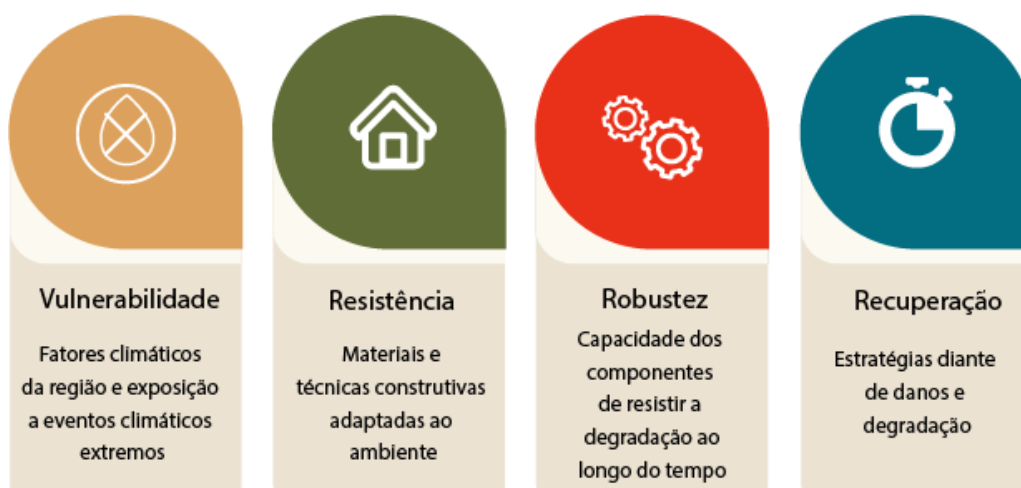 Vulnerabilidade
Fatores climáticos
da região e exposição
a eventos climáticos
extremos
Resistência
Materiais e
técnicas construtivas
adaptadas ao
ambiente
Robustez
Capacidade dos
componentes
de resistir a
degradação ao
longo do tempo
Recuperação
Estratégias diante
de danos e
degradação